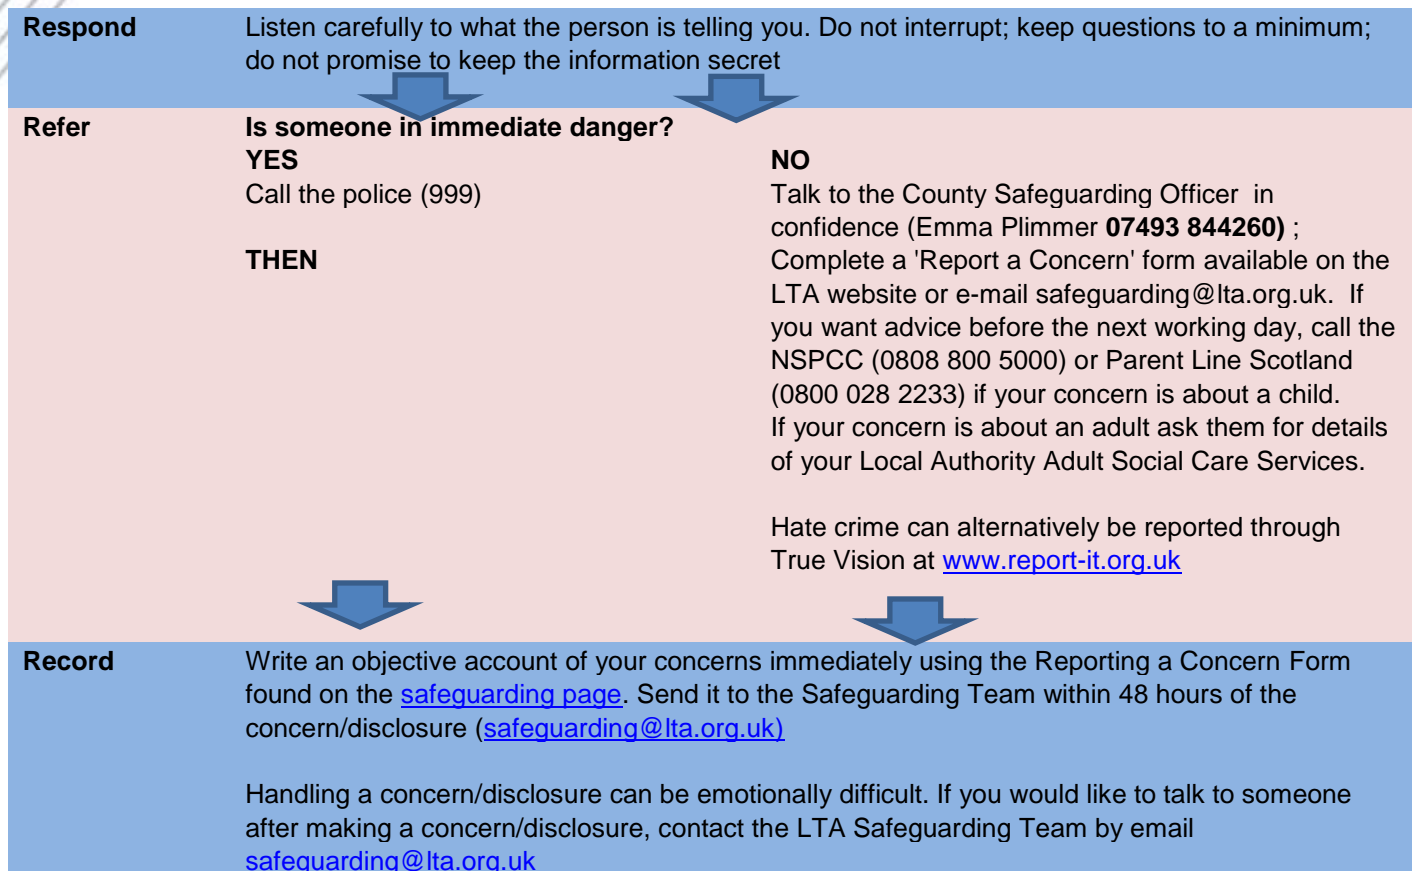 Respond
Listen carefully to what the person is telling you. Do not interrupt; keep questions to a minimum;
do not promise to keep the information secret
Refer
Is someone in immediate danger?
YES
Call the police (999)
THEN
NO
Talk to the County Safeguarding Officer  in
confidence (Emma Plimmer 07493 844260) ;
Complete a 'Report a Concern' form available on the
LTA website or e-mail safeguarding@lta.org.uk.  If
you want advice before the next working day, call the
NSPCC (0808 800 5000) or Parent Line Scotland
(0800 028 2233) if your concern is about a child.
If your concern is about an adult ask them for details
of your Local Authority Adult Social Care Services.
Hate crime can alternatively be reported through
True Vision at www.report-it.org.uk
Record
Write an objective account of your concerns immediately using the Reporting a Concern Form
found on the safeguarding page. Send it to the Safeguarding Team within 48 hours of the
concern/disclosure (safeguarding@lta.org.uk)
Handling a concern/disclosure can be emotionally difficult. If you would like to talk to someone
after making a concern/disclosure, contact the LTA Safeguarding Team by email
safeguarding@lta.org.uk